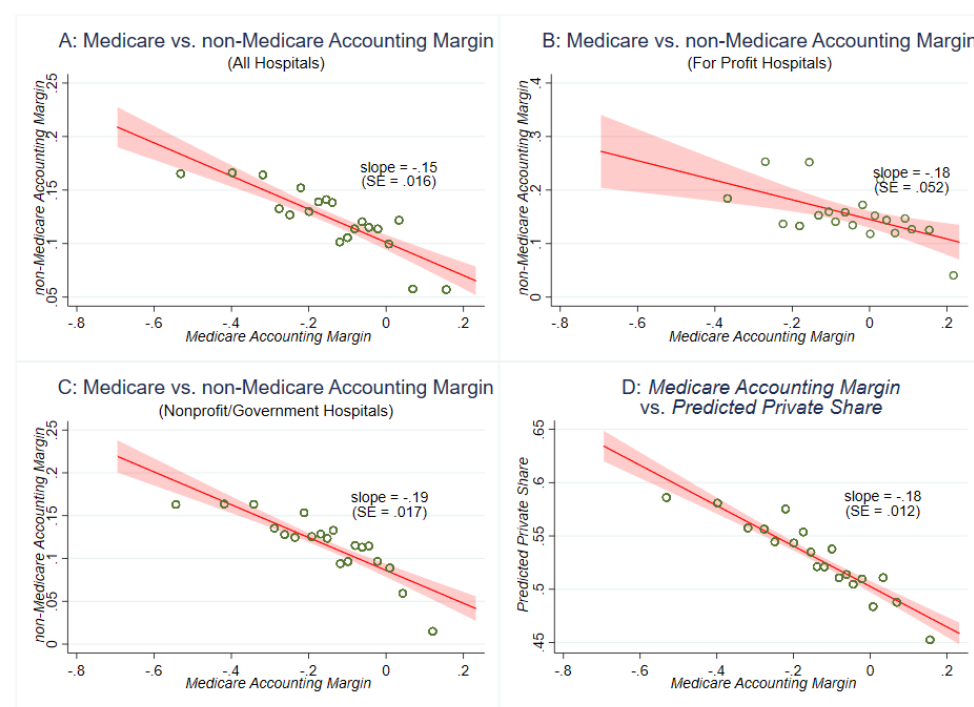 A: Medicare vs. non-Medicare Accounting Margin
(All Hospitals)
non-Medicare Accounting Margin
.25
.2
.15
.1
.05
slope = -.15
(SE = .016)
-.8
-.6
-.4
-.2
0
.2
Medicare Accounting Margin
B: Medicare vs. non-Medicare Accounting Margin
(For Profit Hospitals)
non-Medicare Accounting Margin
.4
.3
.2
.1
0
slope = -.18
(SE = .052)
-.8
-.6
-.4
-.2
0
.2
Medicare Accounting Margin
C: Medicare vs. non-Medicare Accounting Margin
(Nonprofit/Government Hospitals)
non-Medicare Accounting Margin
.25
.2
.15
.1
.05
0
slope = -.19
(SE = .017)
-.8
-.6
-.4
-.2
0
.2
Medicare Accounting Margin
D: Medicare Accounting Margin
vs. Predicted Private Share
Predicted Private Share
.65
.6
.55
.5
.45
slope = -.18
(SE = .012)
-.8
-.6
-.4
-.2
0
.2
Medicare Accounting Margin